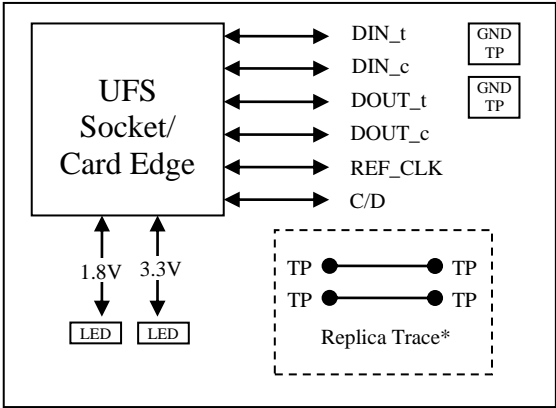 UFS
Socket/
Card Edge
DIN_t
DIN_c
DOUT_t
DOUT_c
REF_CLK
C/D
GND
TP
GND
TP
1.8V
3.3V
LED
LED
TP
TP
TP
TP
Replica Trace*